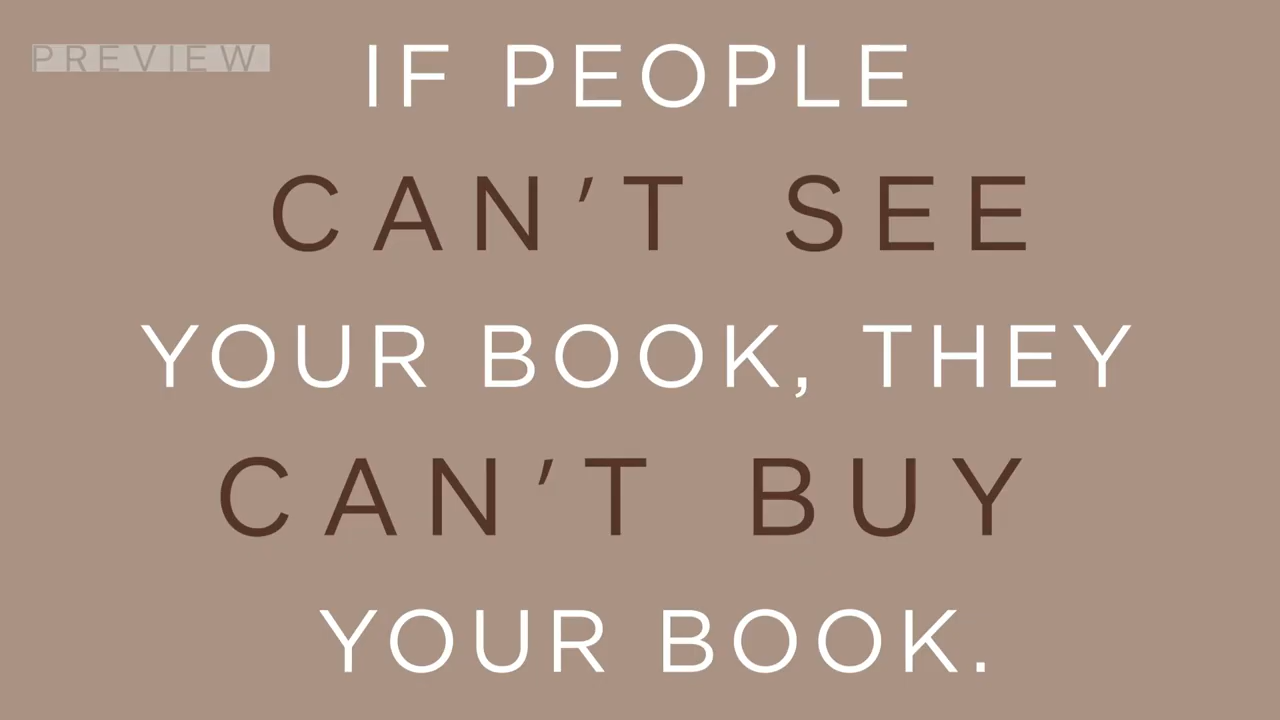 PREVIEW
IF PEOPLE
CAN'T SEE
YOUR BOOK, THEY
CAN'T BUY
YOUR BOOK.